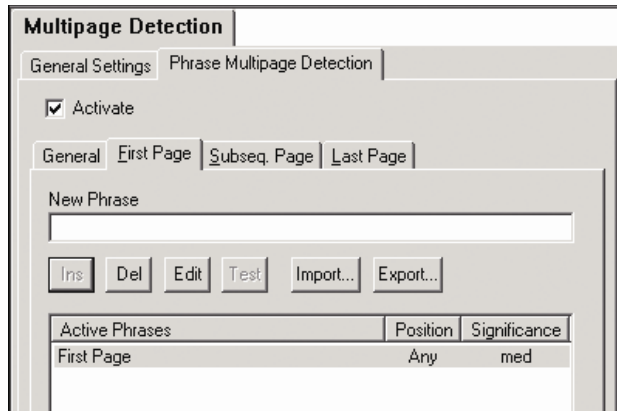 Multipage Detection
General Settings Phrase Multipage Detection
Activate
General First Page Subseq. Page Last Page
New Phrase
Ins Del Edit Test Import... Export...
Active Phrases Position Significance
First Page Any med